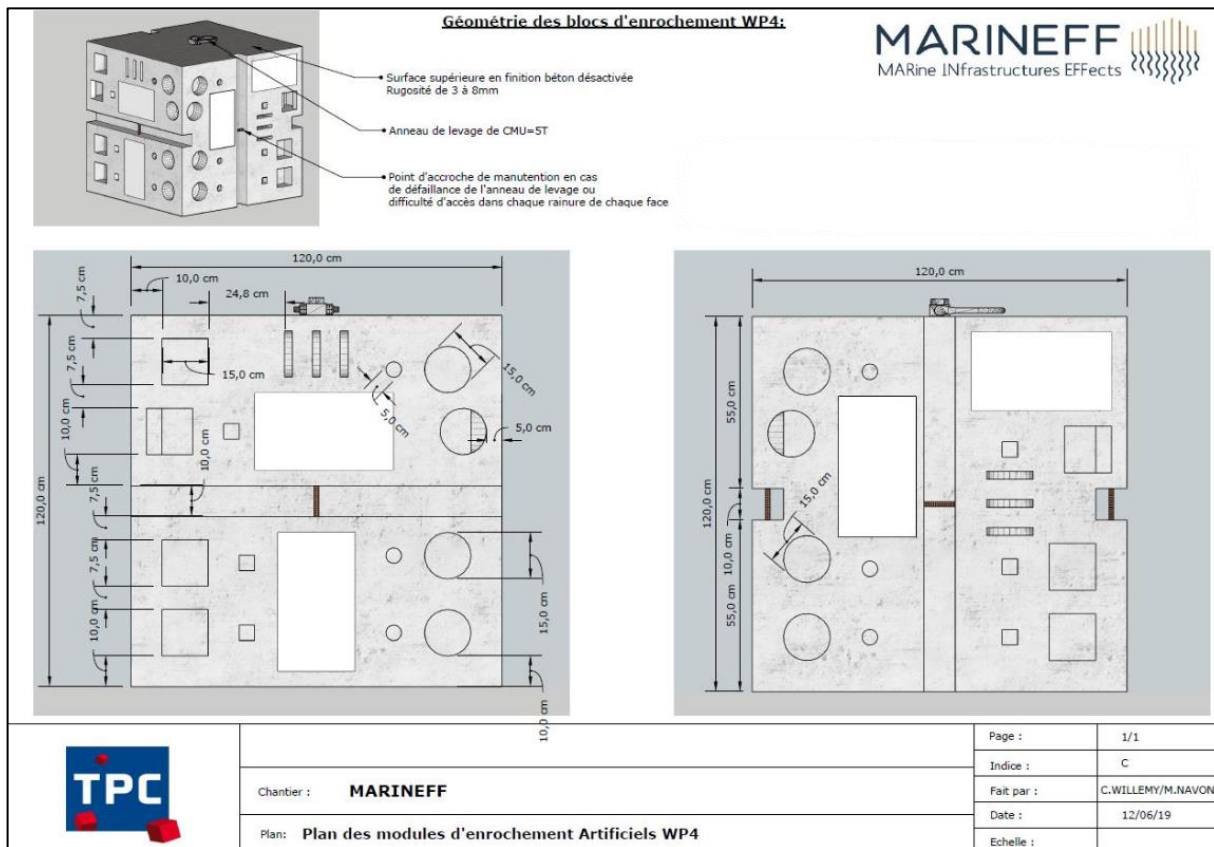 Géométrie des blocs d'enrochement WP4:
MARINEFF
MARine INfrastructures EFFects
Surface supérieure en finition béton désactivée
Rugosité de 3 à 8mm
Anneau de levage de CMU=5T
Point d'accroche de manutention en cas
de défaillance de l'anneau de levage ou
difficulté d'accès dans chaque rainure de chaque face
120,0 cm
10,0 cm
7,5 cm
24,8 cm
7,5 cm
15,0 cm
15,0 cm
5,0 cm
5,0 cm
10,0 cm
10,0 cm
120,0 cm
7,5 cm
7,5 cm
10,0 cm
15,0 cm
10,0 cm
120,0 cm
55,0 cm
15,0 cm
120,0 cm
10,0 cm
55,0 cm
TPC
Chantier : MARINEFF
Plan: Plan des modules d'enrochement Artificiels WP4
Page : 1/1
Indice : C
Fait par : C.WILLEMY/M.NAVON
Date : 12/06/19
Echelle :